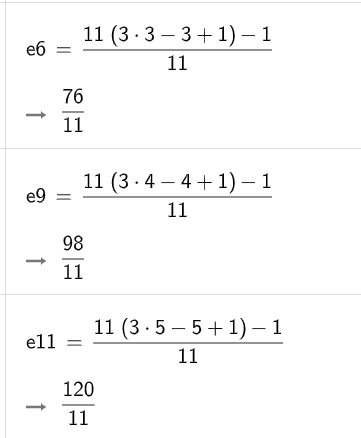 e6 = (11 (3 · 3 − 3 + 1) − 1) / 11
→ 76/11
e9 = (11 (3 · 4 − 4 + 1) − 1) / 11
→ 98/11
e11 = (11 (3 · 5 − 5 + 1) − 1) / 11
→ 120/11